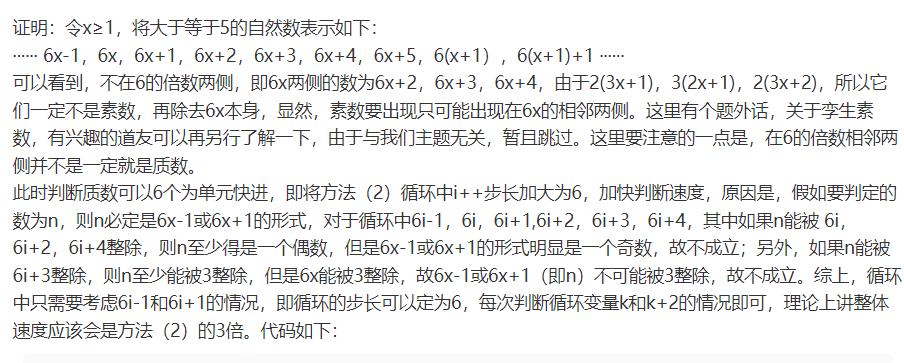 证明：令x≥1，将大于等于5的自然数表示如下：
······ 6x-1，6x，6x+1，6x+2，6x+3，6x+4，6x+5，6(x+1），6(x+1)+1 ······
可以看到，不在6的倍数两侧，即6x两侧的数为6x+2，6x+3，6x+4，由于2(3x+1)，3(2x+1)，2(3x+2)，所以它
们一定不是素数，再除去6x本身，显然，素数要出现只可能出现在6x的相邻两侧。这里有个题外话，关于孪生素
数，有兴趣的道友可以再另行了解一下，由于与我们主题无关，暂且跳过。这里要注意的一点是，在6的倍数相邻两
侧并不是一定就是质数。
此时判断质数可以6个为单元快进，即将方法（2）循环中i++步长加大为6，加快判断速度，原因是，假如要判定的
数为n，则n必定是6x-1或6x+1的形式，对于循环中6i-1，6i，6i+1,6i+2，6i+3，6i+4，其中如果n能被 6i，
6i+2，6i+4整除，则n至少得是一个偶数，但是6x-1或6x+1的形式明显是一个奇数，故不成立；另外，如果n能被
6i+3整除，则n至少能被3整除，但是6x能被3整除，故6x-1或6x+1（即n）不可能被3整除，故不成立。综上，循环
中只需要考虑6i-1和6i+1的情况，即循环的步长可以定为6，每次判断循环变量k和k+2的情况即可，理论上讲整体
速度应该会是方法（2）的3倍。代码如下：